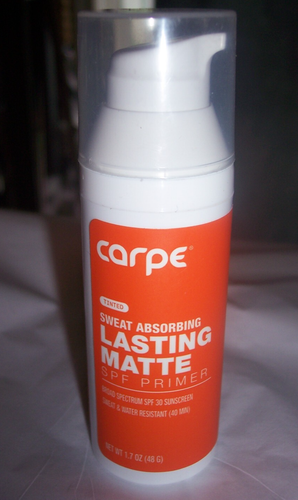 carpe®
TINTED
SWEAT ABSORBING
LASTING
MATTE
SPF PRIMER
BROAD SPECTRUM SPF 30 SUNSCREEN
SWEAT & WATER RESISTANT (40 MIN)
NET WT 1.7 OZ (48 G)